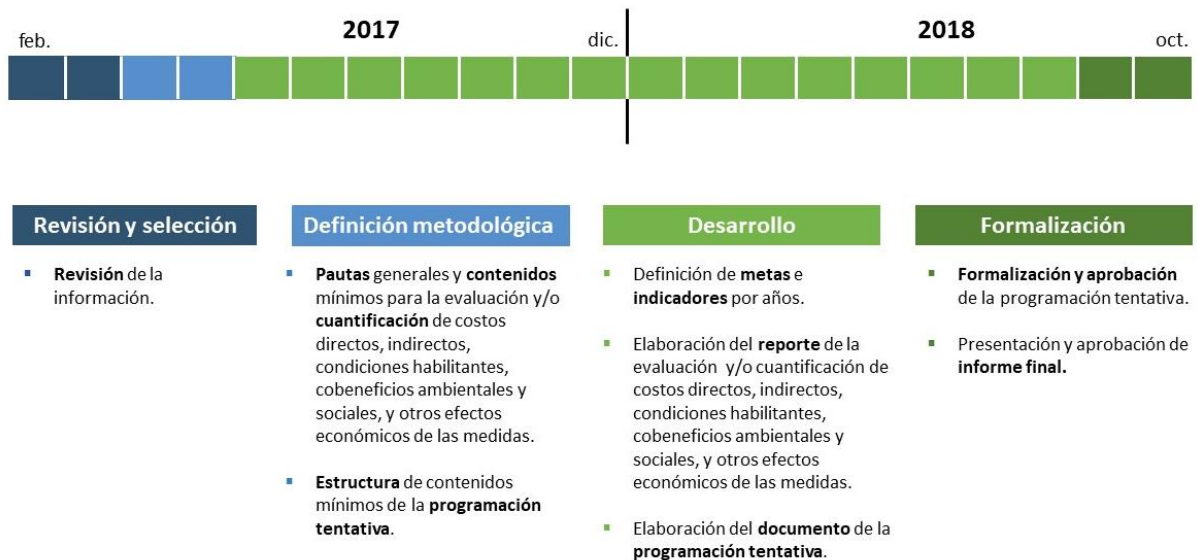 2017
2018
feb.
dic.
oct.
Revisión y selección
▪ Revisión de la
información.
Definición metodológica
▪ Pautas generales y contenidos
mínimos para la evaluación y/o
cuantificación de costos
directos, indirectos,
condiciones habilitantes,
cobeneficios ambientales y
sociales, y otros efectos
económicos de las medidas.
▪ Estructura de contenidos
mínimos de la programación
tentativa.
Desarrollo
▪ Definición de metas e
indicadores por años.
▪ Elaboración del reporte de la
evaluación y/o cuantificación de
costos directos, indirectos,
condiciones habilitantes,
cobeneficios ambientales y
sociales, y otros efectos
económicos de las medidas.
▪ Elaboración del documento de la
programación tentativa.
Formalización
▪ Formalización y aprobación
de la programación tentativa.
▪ Presentación y aprobación de
informe final.